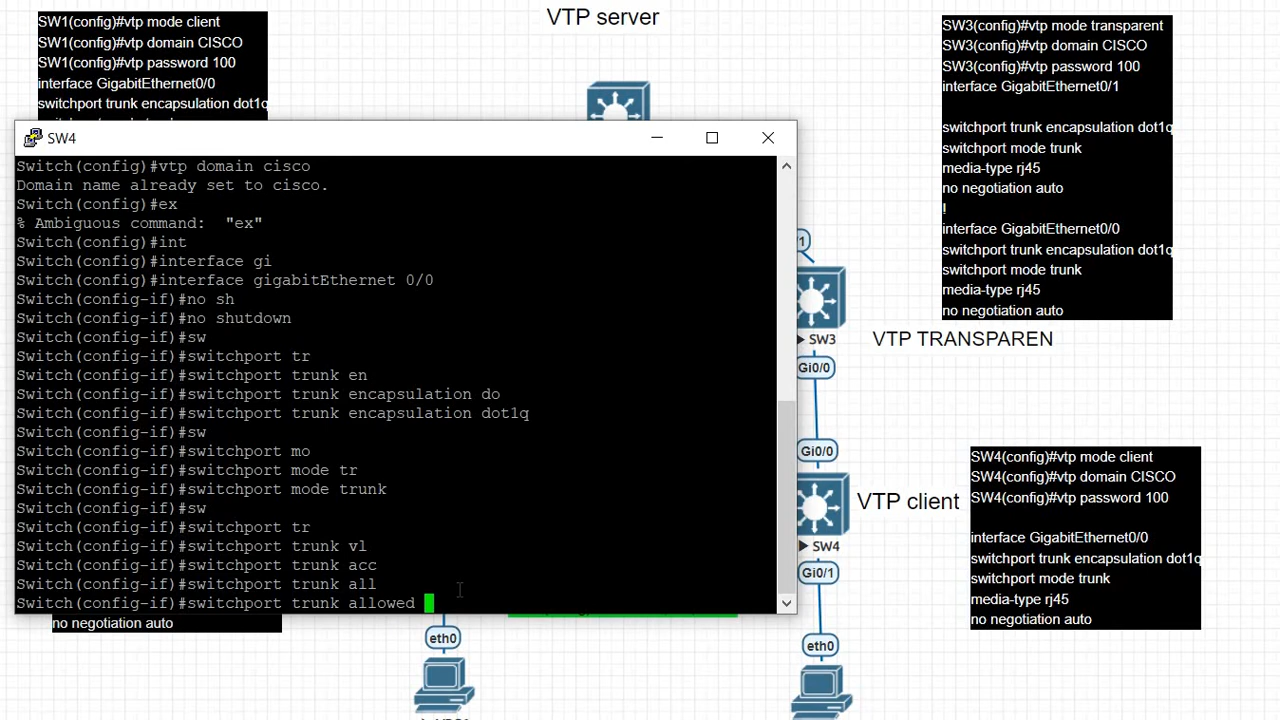 VTP server
SW1(config)#vtp mode client
SW1(config)#vtp domain CISCO
SW1(config)#vtp password 100
interface GigabitEthernet0/0
switchport trunk encapsulation dot1q
SW3(config)#vtp mode transparent
SW3(config)#vtp domain CISCO
SW3(config)#vtp password 100
interface GigabitEthernet0/1
switchport trunk encapsulation dot1q
switchport mode trunk
media-type rj45
no negotiation auto
!
interface GigabitEthernet0/0
switchport trunk encapsulation dot1q
switchport mode trunk
media-type rj45
no negotiation auto
SW4
Switch(config)#vtp domain cisco
Domain name already set to cisco.
Switch(config)#ex
% Ambiguous command:  "ex"
Switch(config)#int
Switch(config)#interface gi
Switch(config)#interface gigabitEthernet 0/0
Switch(config-if)#no sh
Switch(config-if)#no shutdown
Switch(config-if)#sw
Switch(config-if)#switchport tr
Switch(config-if)#switchport trunk en
Switch(config-if)#switchport trunk encapsulation do
Switch(config-if)#switchport trunk encapsulation dot1q
Switch(config-if)#sw
Switch(config-if)#switchport mo
Switch(config-if)#switchport mode tr
Switch(config-if)#switchport mode trunk
Switch(config-if)#sw
Switch(config-if)#switchport tr
Switch(config-if)#switchport trunk vl
Switch(config-if)#switchport trunk acc
Switch(config-if)#switchport trunk all
Switch(config-if)#switchport trunk allowed
SW3
VTP TRANSPAREN
Gi0/0
Gi0/0
VTP client
SW4
Gi0/1
SW4(config)#vtp mode client
SW4(config)#vtp domain CISCO
SW4(config)#vtp password 100
interface GigabitEthernet0/0
switchport trunk encapsulation dot1q
switchport mode trunk
media-type rj45
no negotiation auto
no negotiation auto
eth0
eth0